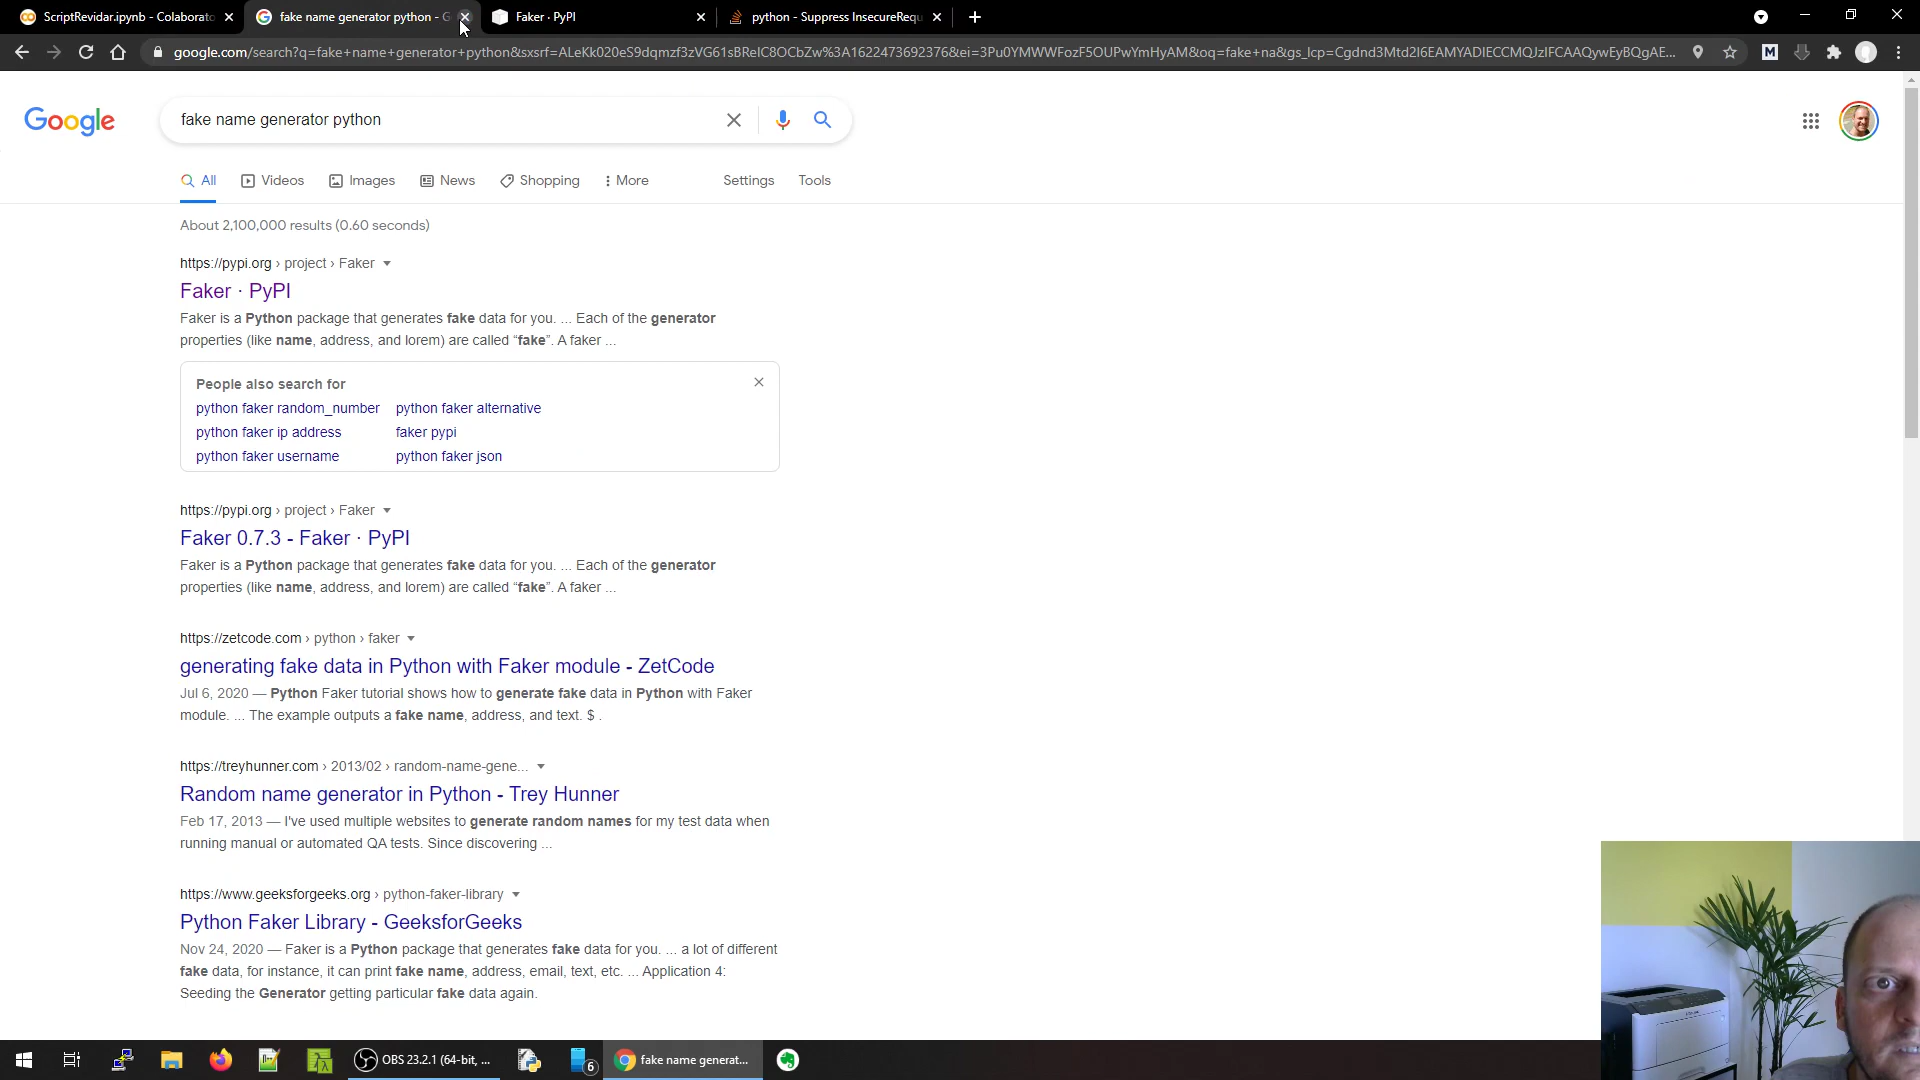 ScriptRevidar.ipynb - Colaborato
fake name generator python - G
Faker · PyPI
python - Suppress InsecureRequ
google.com/search?q=fake+name+generator+python&sxsrf=ALeKk020eS9dqmzf3zVG61sBRelC8OCbZw%3A1622473692376&ei=3Pu0YMWWFozF5OUPwYmHyAM&oq=fake+na&gs_lcp=Cgdnd3Mtd2l6EAMYADIECCMQJzIFCAAQywEyBQgAE...
Google
fake name generator python
All
Videos
Images
News
Shopping
More
Settings
Tools
About 2,100,000 results (0.60 seconds)
https://pypi.org › project › Faker
Faker · PyPI
Faker is a Python package that generates fake data for you. ... Each of the generator
properties (like name, address, and lorem) are called “fake”. A faker ...
People also search for
python faker random_number
python faker alternative
python faker ip address
faker pypi
python faker username
python faker json
https://pypi.org › project › Faker
Faker 0.7.3 - Faker · PyPI
Faker is a Python package that generates fake data for you. ... Each of the generator
properties (like name, address, and lorem) are called “fake”. A faker ...
https://zetcode.com › python › faker
generating fake data in Python with Faker module - ZetCode
Jul 6, 2020 — Python Faker tutorial shows how to generate fake data in Python with Faker
module. ... The example outputs a fake name, address, and text. $ .
https://treyhunner.com › 2013/02 › random-name-gene...
Random name generator in Python - Trey Hunner
Feb 17, 2013 — I've used multiple websites to generate random names for my test data when
running manual or automated QA tests. Since discovering ...
https://www.geeksforgeeks.org › python-faker-library
Python Faker Library - GeeksforGeeks
Nov 24, 2020 — Faker is a Python package that generates fake data for you. ... a lot of different
fake data, for instance, it can print fake name, address, email, text, etc. ... Application 4:
Seeding the Generator getting particular fake data again.
OBS 23.2.1 (64-bit, ...
6
fake name generat...